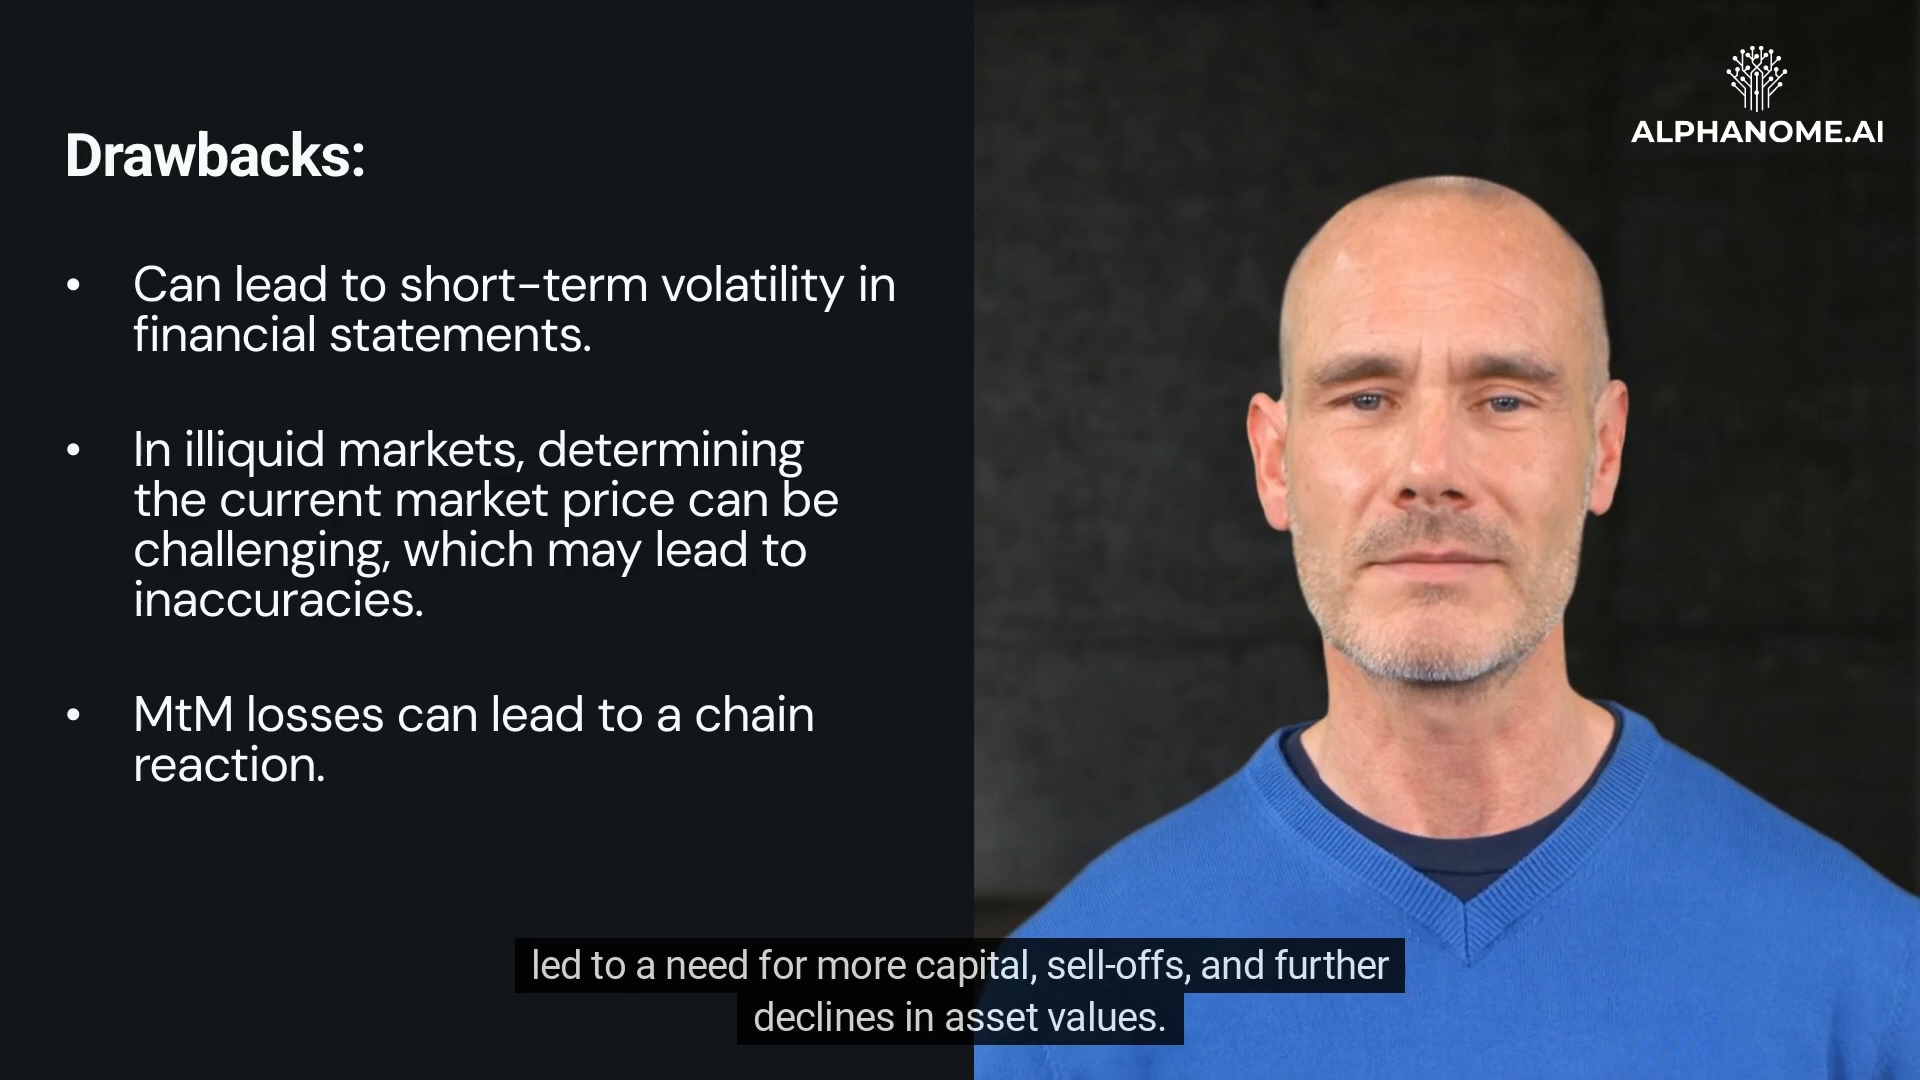 ALPHANOME.AI
Drawbacks:
• Can lead to short-term volatility in
financial statements.
• In illiquid markets, determining
the current market price can be
challenging, which may lead to
inaccuracies.
• MtM losses can lead to a chain
reaction.
led to a need for more capital, sell-offs, and further
declines in asset values.